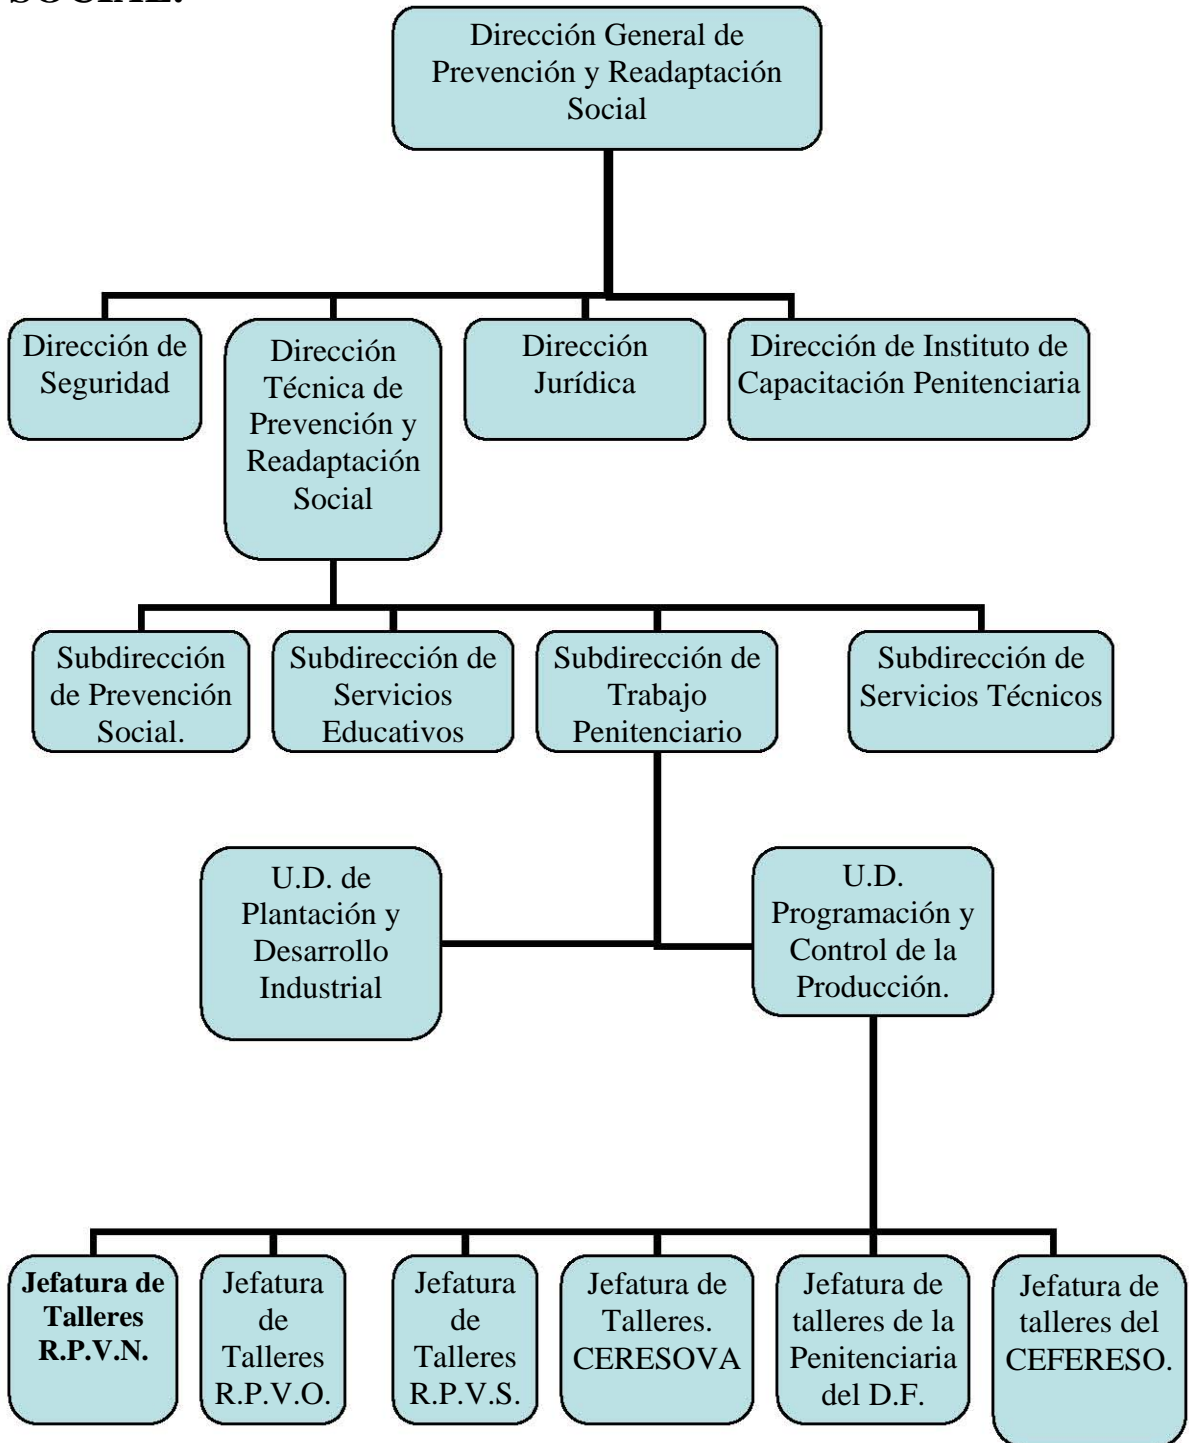 SOCIAL.
Dirección General de
Prevención y Readaptación
Social
Dirección de
Seguridad
Dirección
Técnica de
Prevención y
Readaptación
Social
Dirección
Jurídica
Dirección de Instituto de
Capacitación Penitenciaria
Subdirección
de Prevención
Social.
Subdirección de
Servicios
Educativos
Subdirección de
Trabajo
Penitenciario
Subdirección de
Servicios Técnicos
U.D. de
Plantación y
Desarrollo
Industrial
U.D.
Programación y
Control de la
Producción.
Jefatura de
Talleres
R.P.V.N.
Jefatura
de
Talleres
R.P.V.O.
Jefatura
de
Talleres
R.P.V.S.
Jefatura de
Talleres.
CERESOVA
Jefatura de
talleres de la
Penitenciaria
del D.F.
Jefatura de
talleres del
CEFERESO.